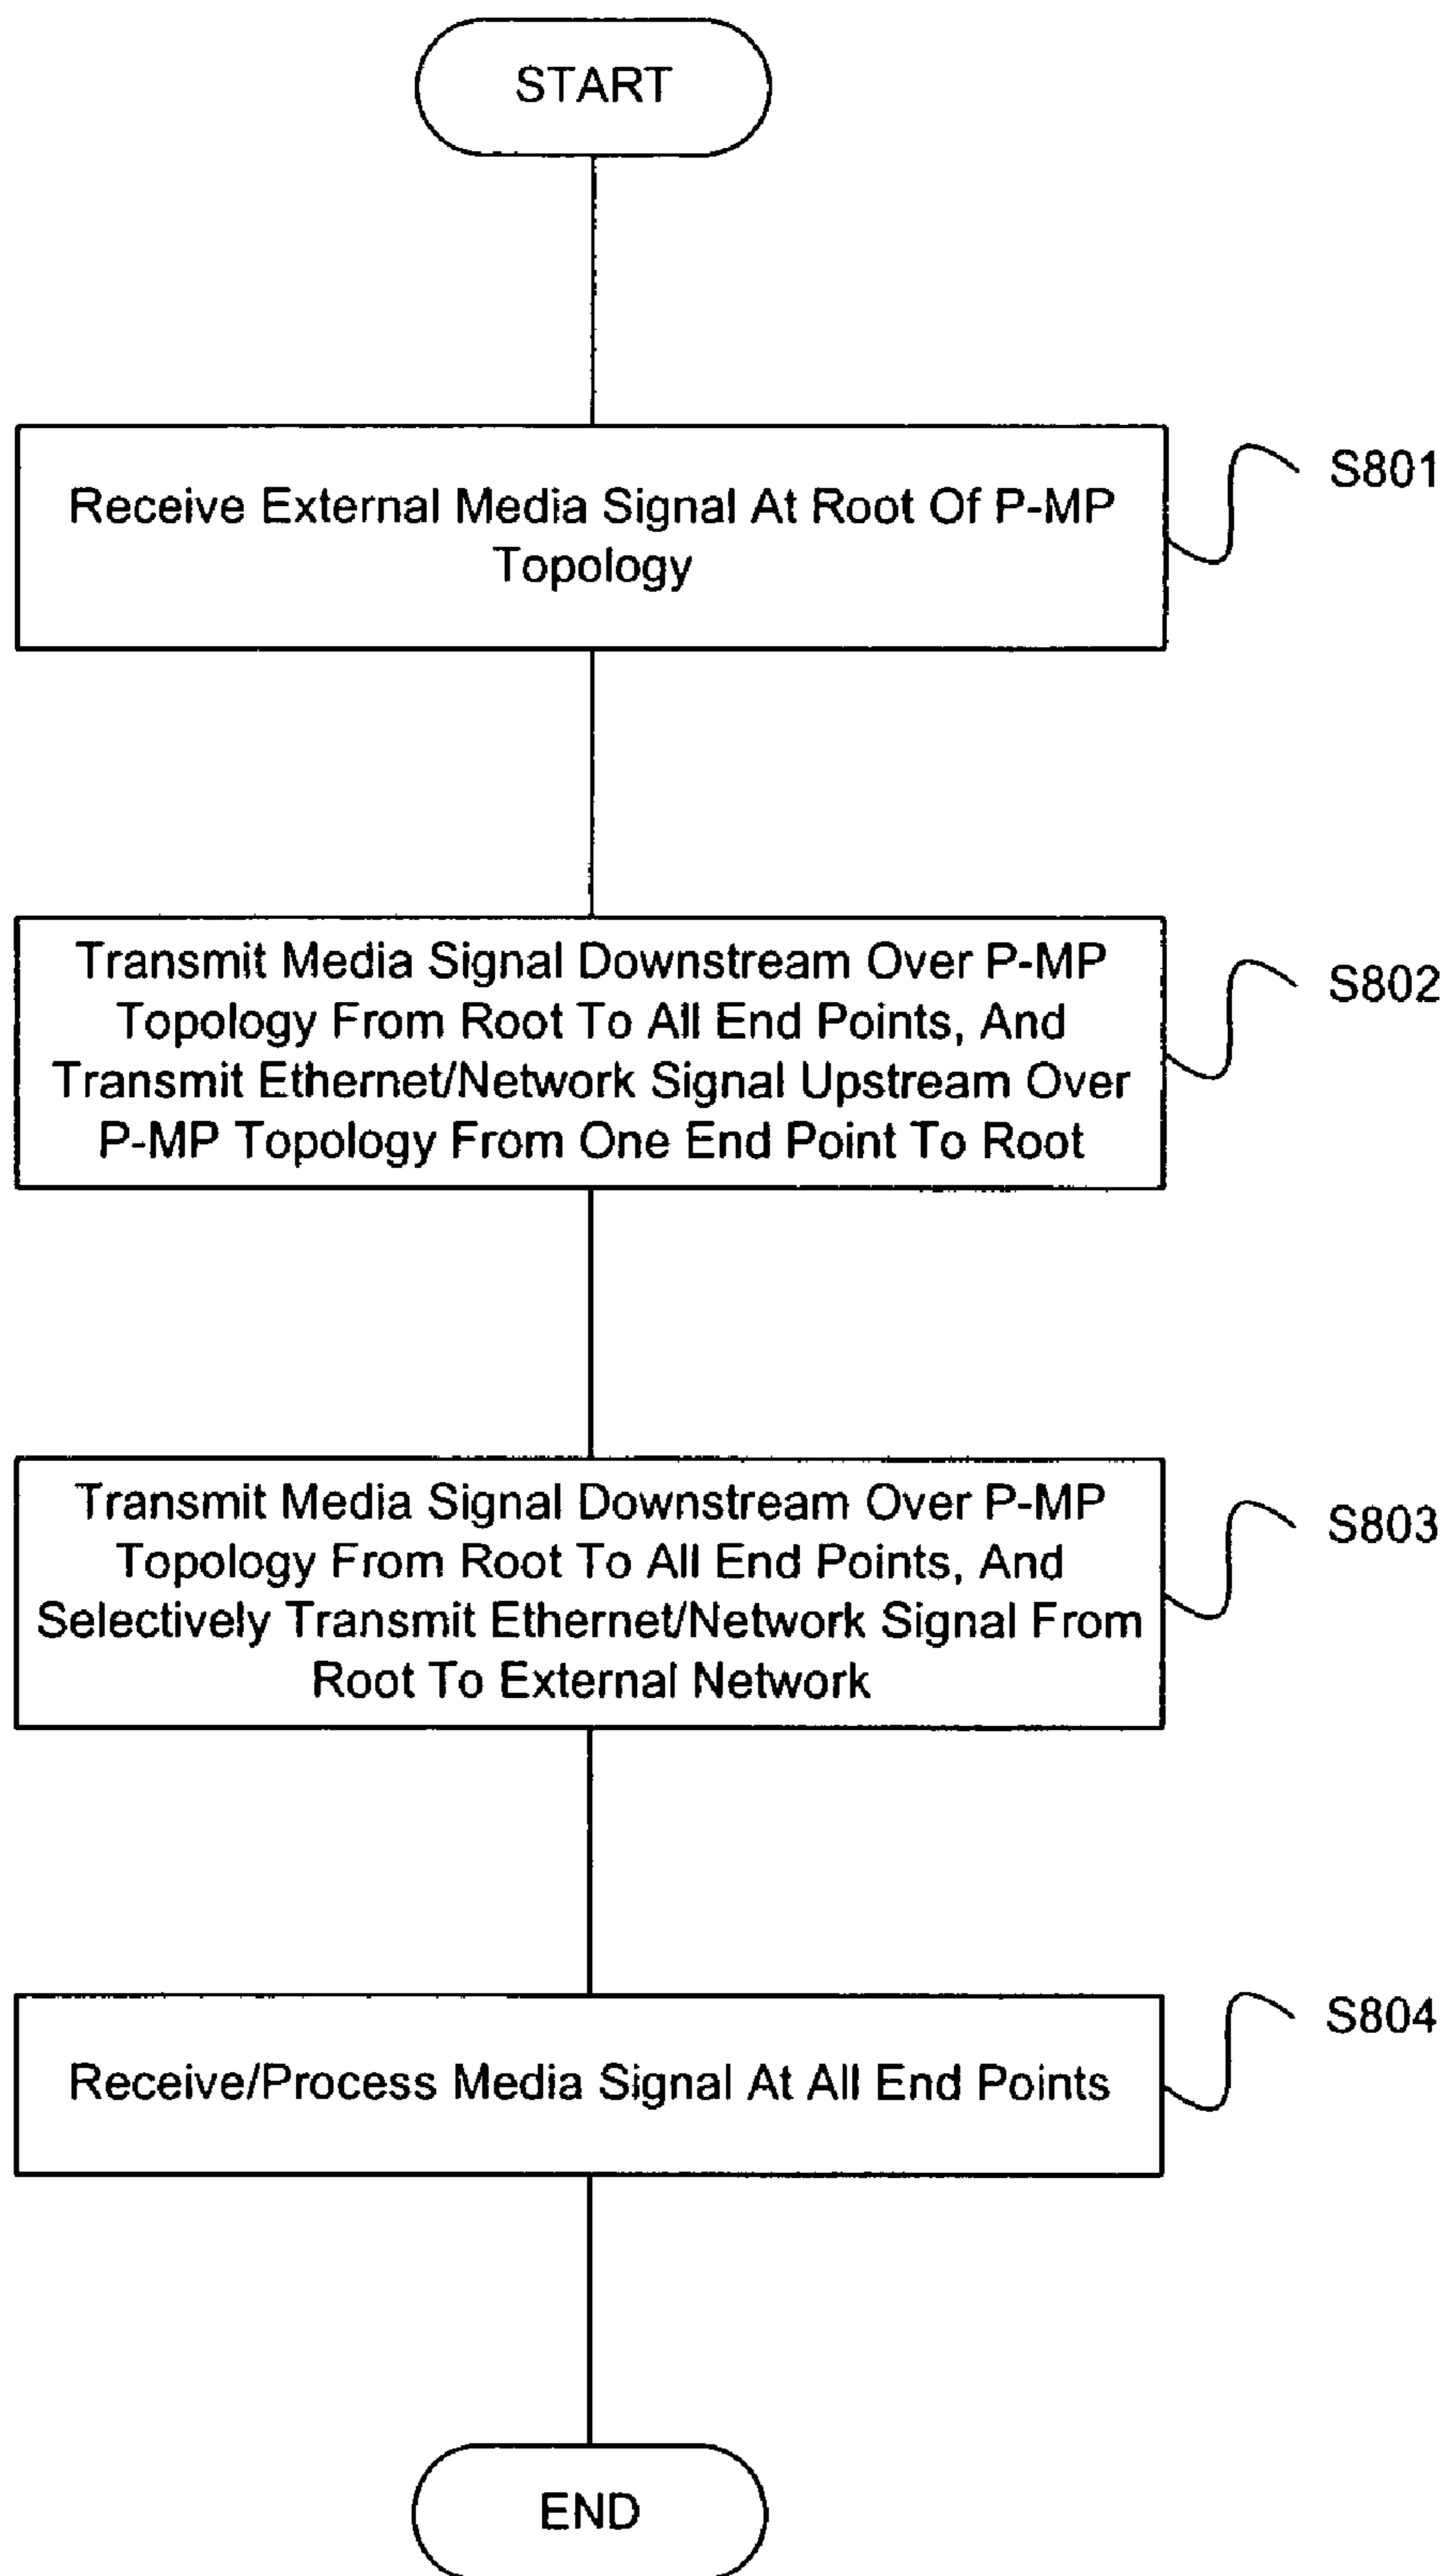 START
Receive External Media Signal At Root Of P-MP
Topology
S801
Transmit Media Signal Downstream Over P-MP
Topology From Root To All End Points, And
Transmit Ethernet/Network Signal Upstream Over
P-MP Topology From One End Point To Root
S802
Transmit Media Signal Downstream Over P-MP
Topology From Root To All End Points, And
Selectively Transmit Ethernet/Network Signal From
Root To External Network
S803
Receive/Process Media Signal At All End Points
S804
END